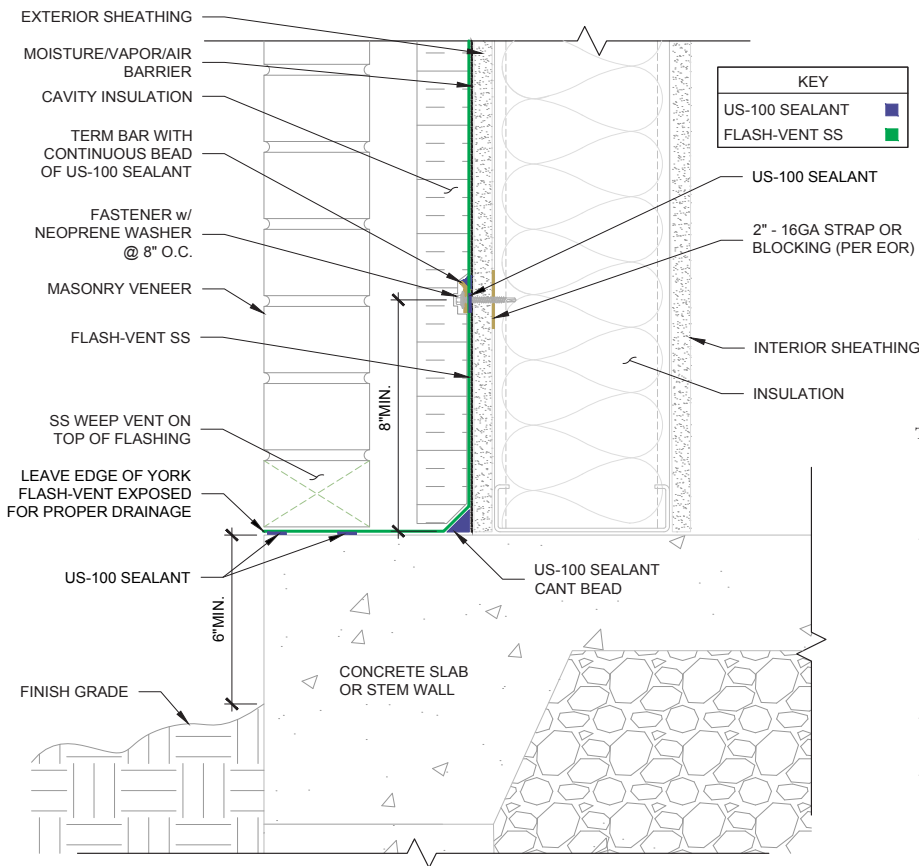 EXTERIOR SHEATHING
MOISTURE/VAPOR/AIR
BARRIER
CAVITY INSULATION
TERM BAR WITH
CONTINUOUS BEAD
OF US-100 SEALANT
FASTENER w/
NEOPRENE WASHER
@ 8" O.C.
MASONRY VENEER
FLASH-VENT SS
SS WEEP VENT ON
TOP OF FLASHING
LEAVE EDGE OF YORK
FLASH-VENT EXPOSED
FOR PROPER DRAINAGE
US-100 SEALANT
FINISH GRADE
8"MIN.
6"MIN.
KEY
US-100 SEALANT
FLASH-VENT SS
US-100 SEALANT
2" - 16GA STRAP OR
BLOCKING (PER EOR)
INTERIOR SHEATHING
INSULATION
US-100 SEALANT
CANT BEAD
CONCRETE SLAB
OR STEM WALL